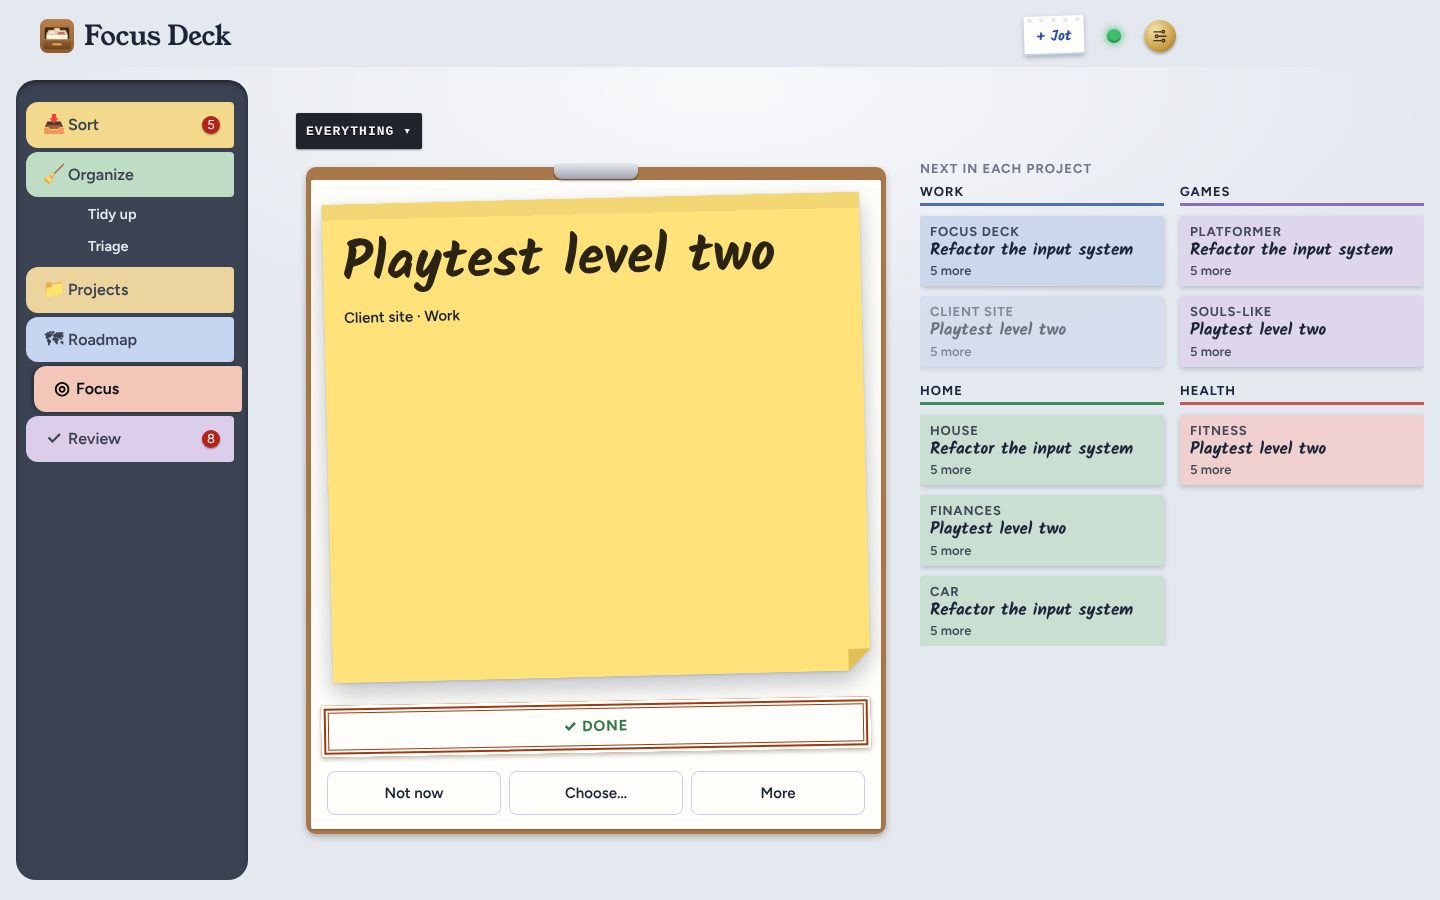 Focus Deck
+ Jot
Sort 5
Organize
Tidy up
Triage
Projects
Roadmap
Focus
Review 8
EVERYTHING ▾
Playtest level two
Client site · Work
✓ DONE
Not now
Choose...
More
NEXT IN EACH PROJECT
WORK
FOCUS DECK
Refactor the input system
5 more
CLIENT SITE
Playtest level two
5 more
GAMES
PLATFORMER
Refactor the input system
5 more
SOULS-LIKE
Playtest level two
5 more
HOME
HOUSE
Refactor the input system
5 more
FINANCES
Playtest level two
5 more
CAR
Refactor the input system
5 more
HEALTH
FITNESS
Playtest level two
5 more